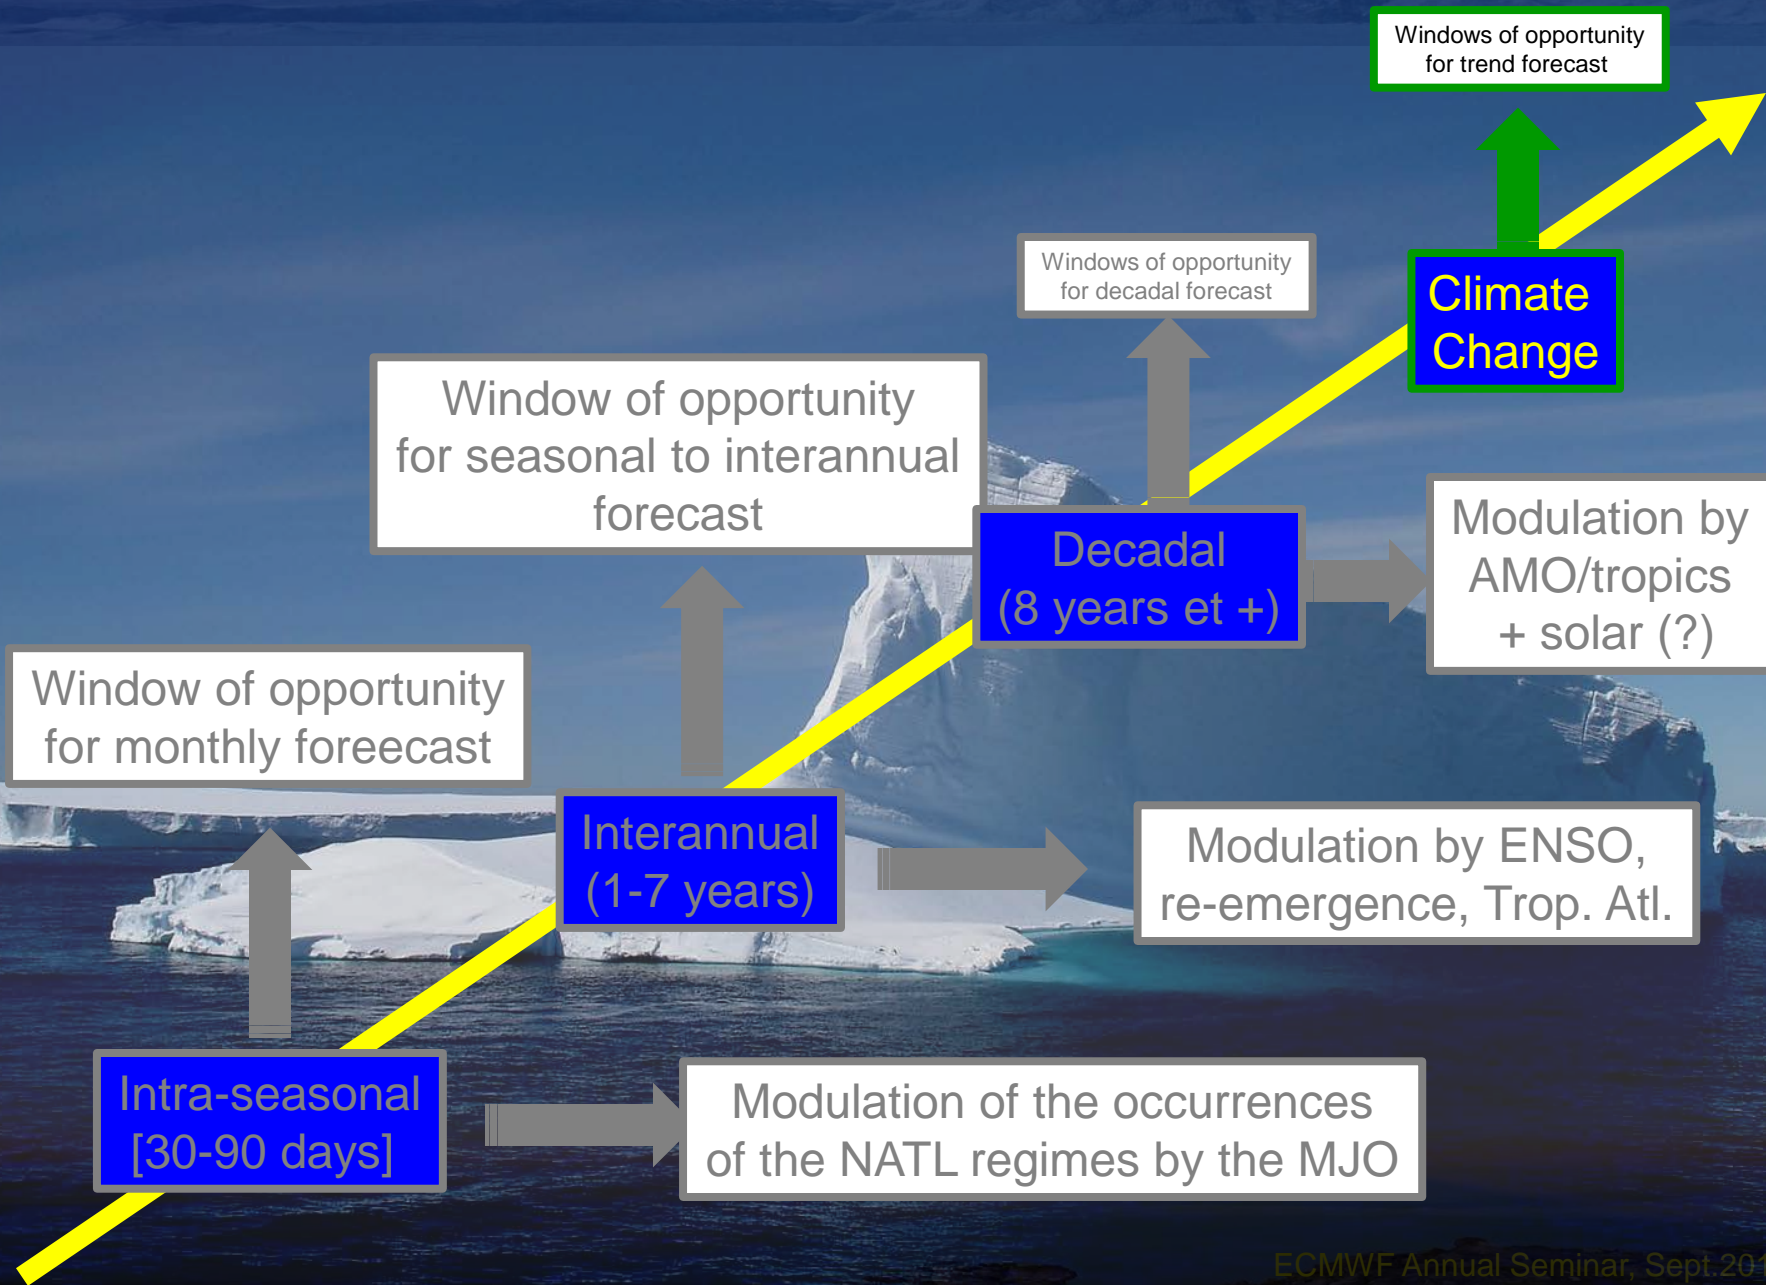 Windows of opportunity
for trend forecast
Windows of opportunity
for decadal forecast
Climate
Change
Window of opportunity
for seasonal to interannual
forecast
Modulation by
AMO/tropics
+ solar (?)
Decadal
(8 years et +)
Window of opportunity
for monthly foreecast
Interannual
(1-7 years)
Modulation by ENSO,
re-emergence, Trop. Atl.
Intra-seasonal
[30-90 days]
Modulation of the occurrences
of the NATL regimes by the MJO
ECMWF Annual Seminar, Sept.201